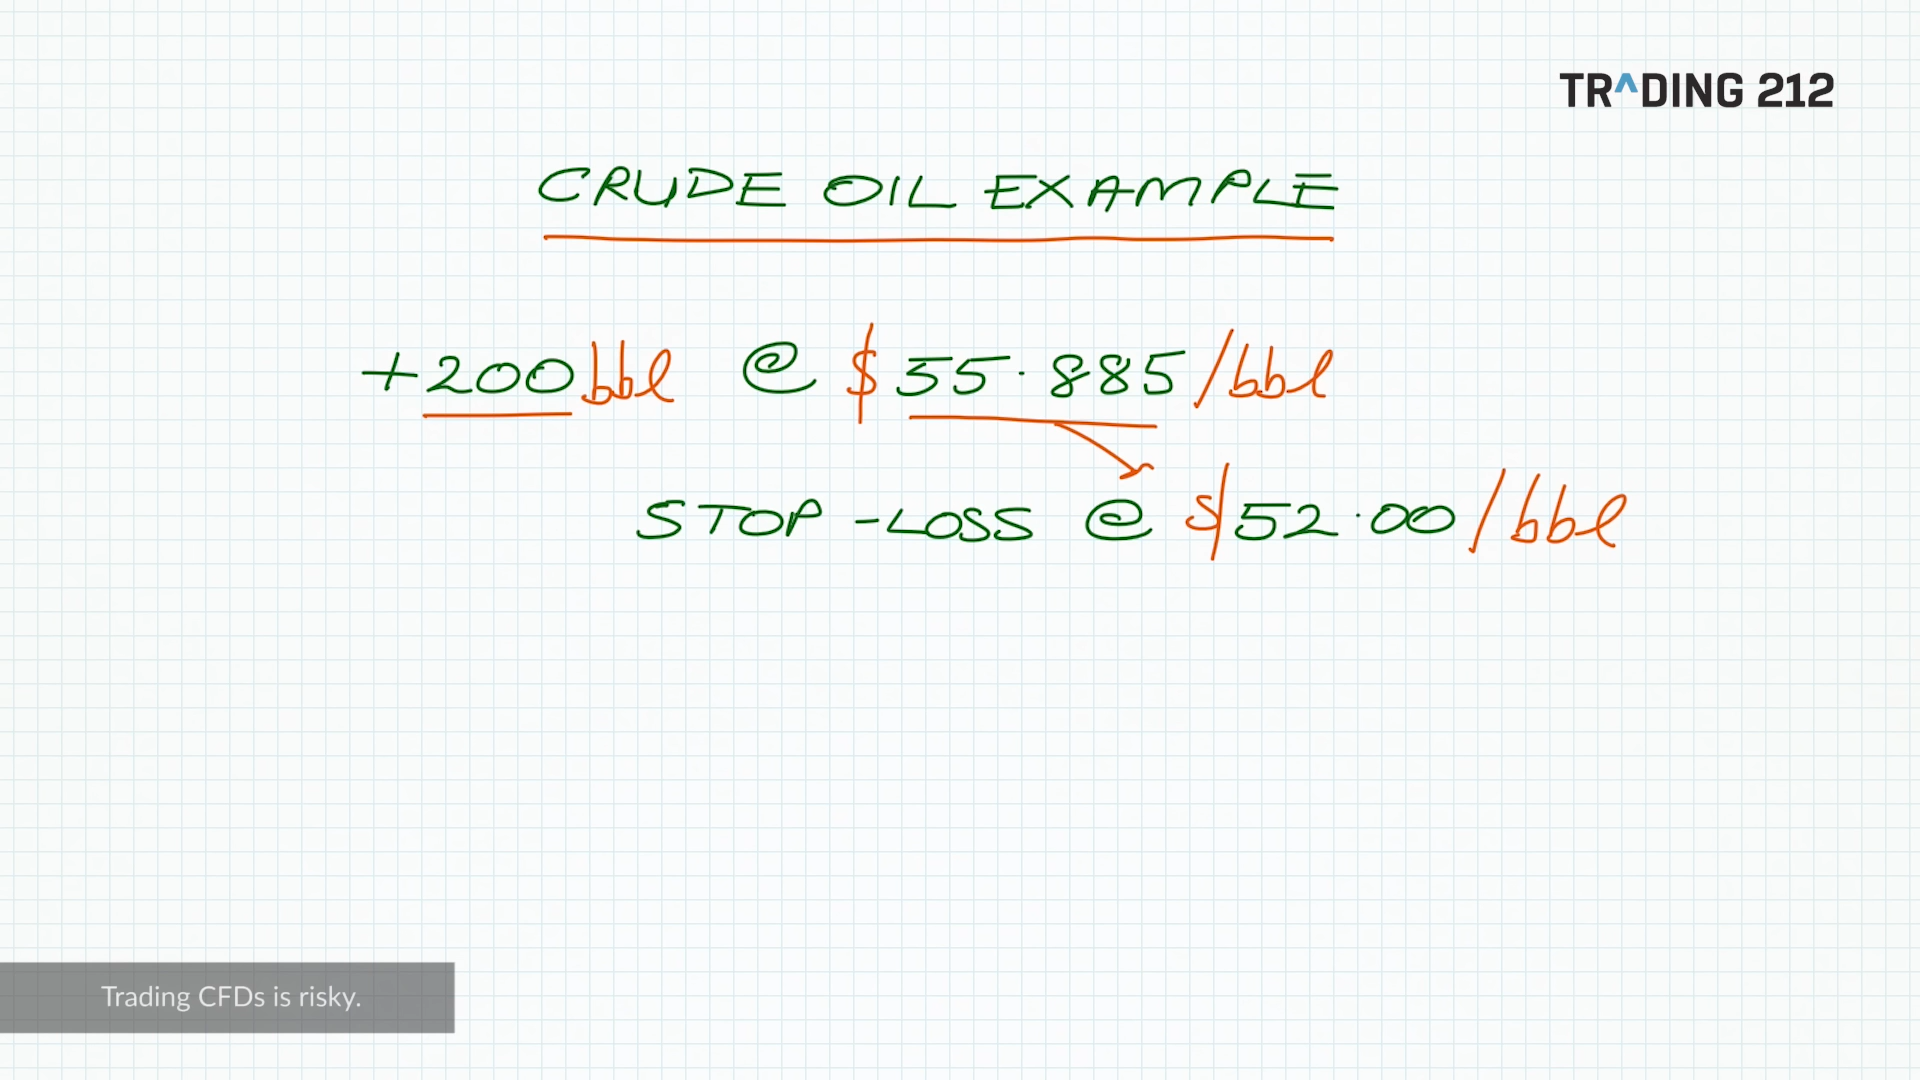 TRADING 212
CRUDE OIL EXAMPLE
+200bbl @ $55.885/bbl
STOP-LOSS @ $52.00/bbl
Trading CFDs is risky.